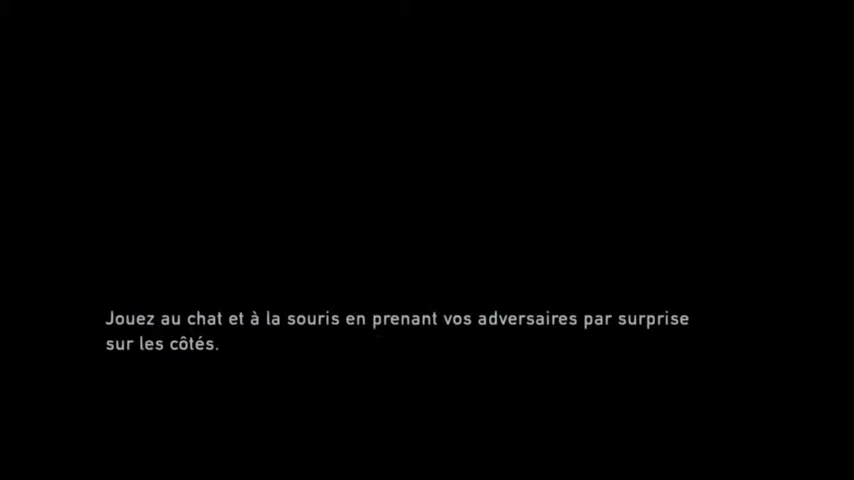 Jouez au chat et à la souris en prenant vos adversaires par surprise
sur les côtés.